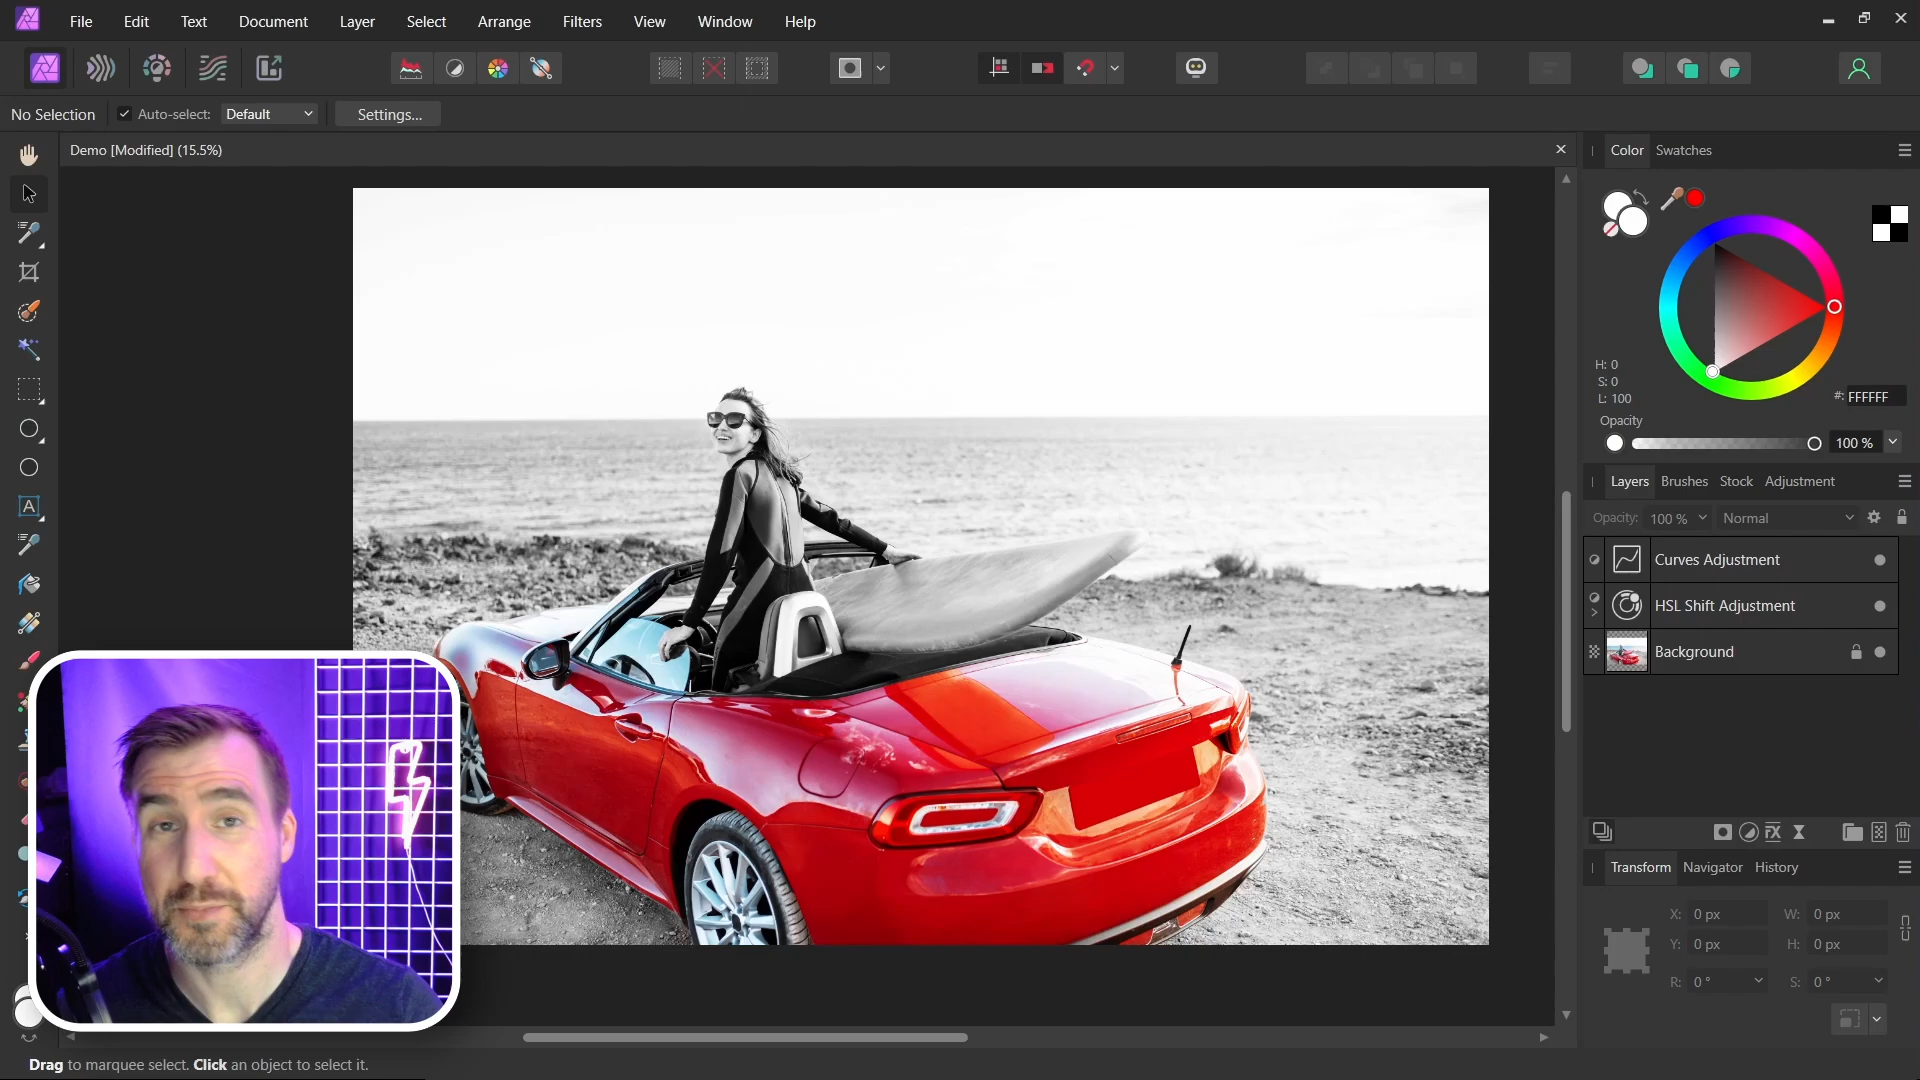 File Edit Text Document Layer Select Arrange Filters View Window Help
No Selection Auto-select: Default Settings...
Demo [Modified] (15.5%)
Color Swatches
H: 0
S: 0
L: 100
#: FFFFFF
Opacity
100 %
Layers Brushes Stock Adjustment
Opacity: 100 % Normal
Curves Adjustment
HSL Shift Adjustment
Background
FX
Transform Navigator History
X: 0 px W: 0 px
Y: 0 px H: 0 px
R: 0 ° S: 0 °
A
Drag to marquee select. Click an object to select it.